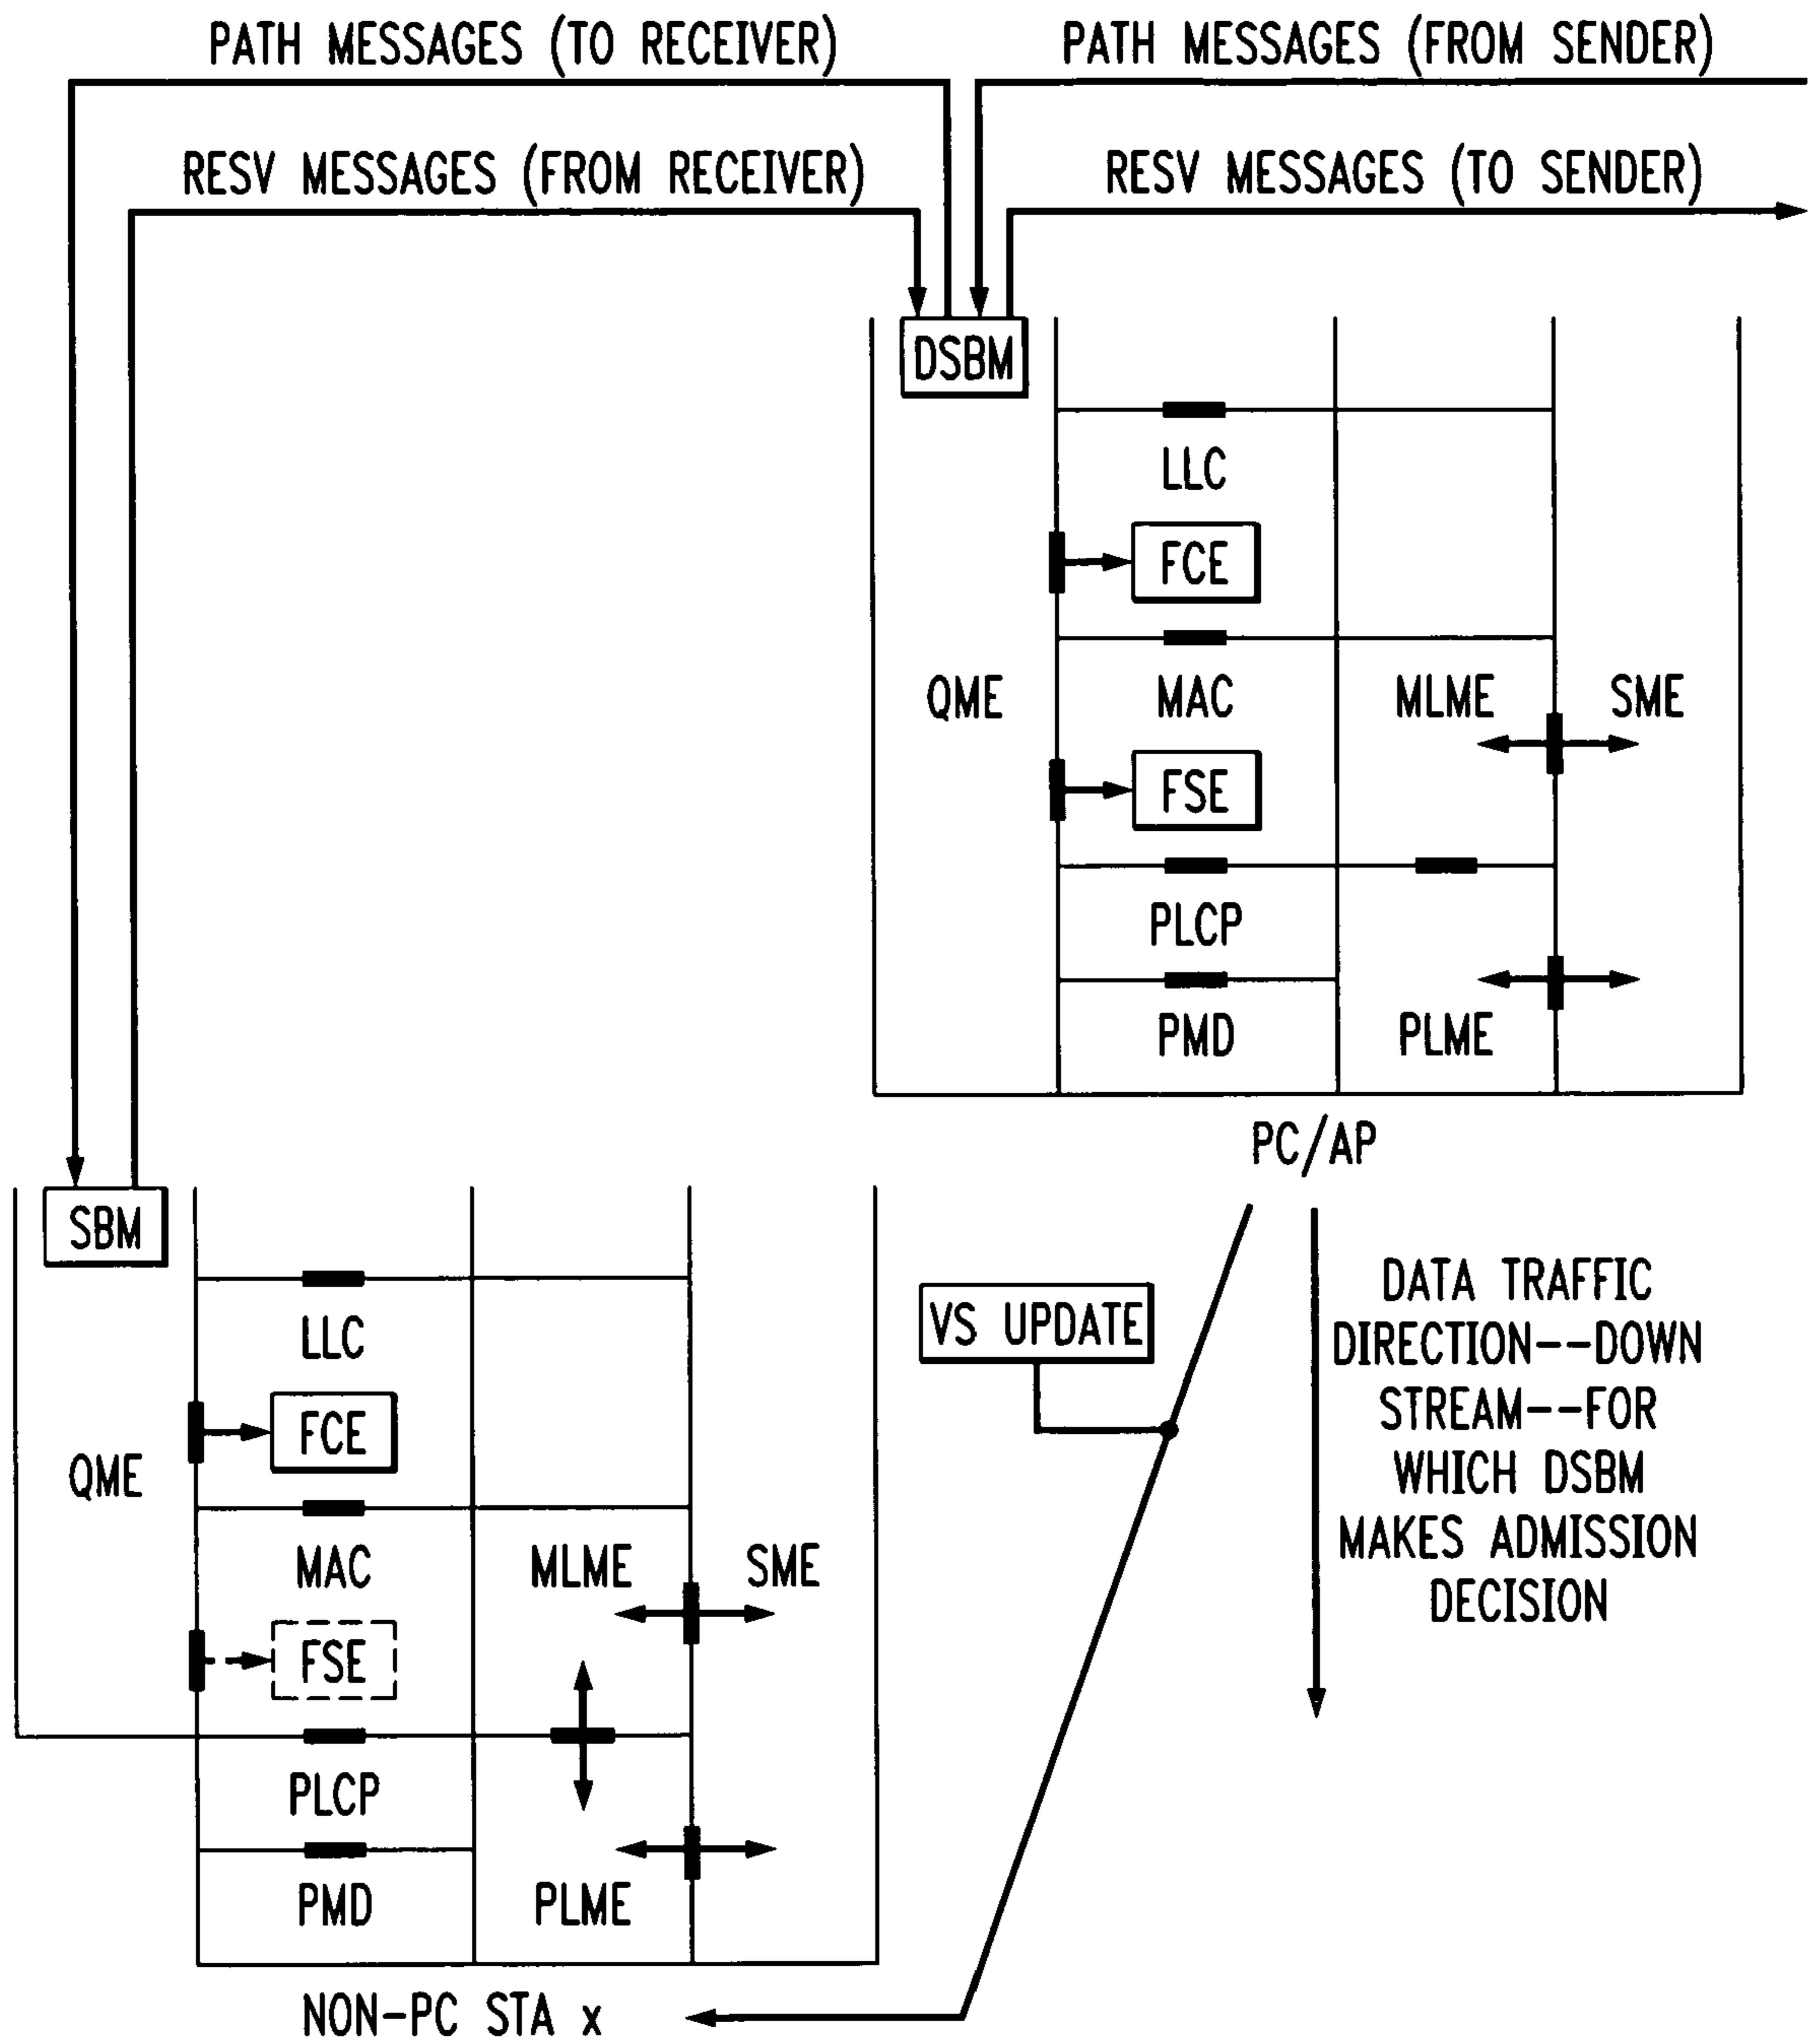 PATH MESSAGES (TO RECEIVER)
PATH MESSAGES (FROM SENDER)
RESV MESSAGES (FROM RECEIVER)
RESV MESSAGES (TO SENDER)
DSBM
LLC
FCE
QME
MAC
MLME
SME
FSE
PLCP
PMD
PLME
PC/AP
SBM
LLC
FCE
QME
MAC
MLME
SME
FSE
PLCP
PMD
PLME
NON-PC STA x
VS UPDATE
DATA TRAFFIC
DIRECTION--DOWN
STREAM--FOR
WHICH DSBM
MAKES ADMISSION
DECISION